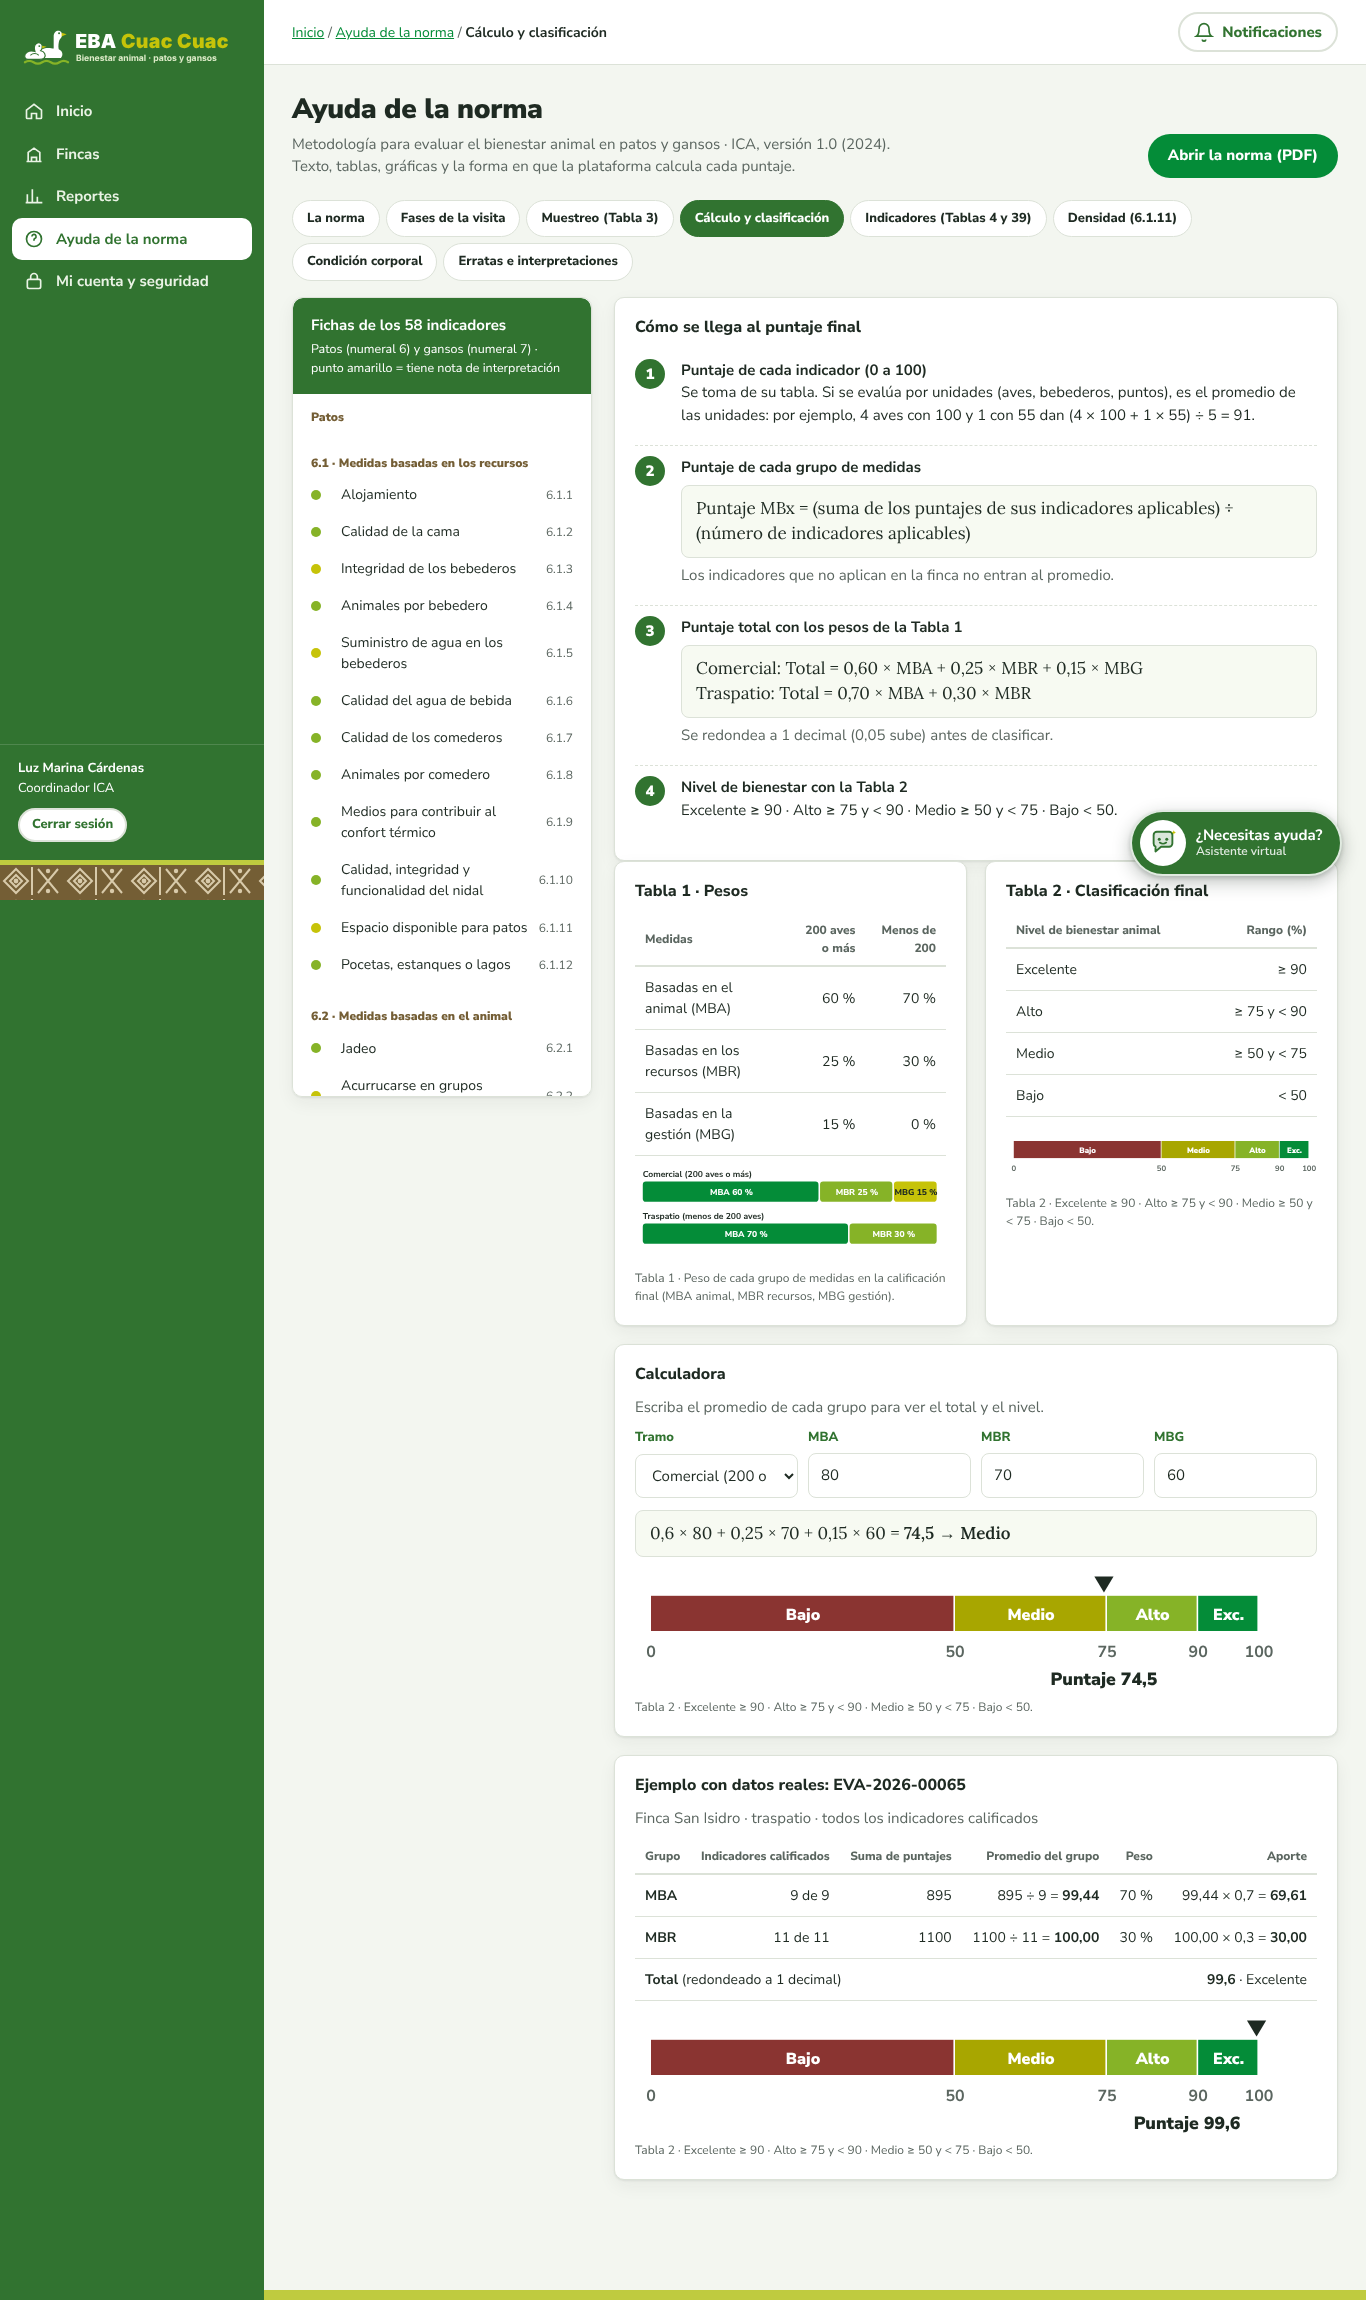 EBA Cuac Cuac
Bienestar animal · patos y gansos
Inicio
Fincas
Reportes
Ayuda de la norma
Mi cuenta y seguridad
Luz Marina Cárdenas
Coordinador ICA
Cerrar sesión
Inicio / Ayuda de la norma / Cálculo y clasificación
Notificaciones
Ayuda de la norma
Metodología para evaluar el bienestar animal en patos y gansos · ICA, versión 1.0 (2024).
Texto, tablas, gráficas y la forma en que la plataforma calcula cada puntaje.
Abrir la norma (PDF)
La norma
Fases de la visita
Muestreo (Tabla 3)
Cálculo y clasificación
Indicadores (Tablas 4 y 39)
Densidad (6.1.11)
Condición corporal
Erratas e interpretaciones
Fichas de los 58 indicadores
Patos (numeral 6) y gansos (numeral 7) ·
punto amarillo = tiene nota de interpretación
Patos
6.1 · Medidas basadas en los recursos
Alojamiento 6.1.1
Calidad de la cama 6.1.2
Integridad de los bebederos 6.1.3
Animales por bebedero 6.1.4
Suministro de agua en los
bebederos 6.1.5
Calidad del agua de bebida 6.1.6
Calidad de los comederos 6.1.7
Animales por comedero 6.1.8
Medios para contribuir al
confort térmico 6.1.9
Calidad, integridad y
funcionalidad del nidal 6.1.10
Espacio disponible para patos 6.1.11
Pocetas, estanques o lagos 6.1.12
6.2 · Medidas basadas en el animal
Jadeo 6.2.1
Acurrucarse en grupos 6.2.2
Cómo se llega al puntaje final
1 Puntaje de cada indicador (0 a 100)
Se toma de su tabla. Si se evalúa por unidades (aves, bebederos, puntos), es el promedio de
las unidades: por ejemplo, 4 aves con 100 y 1 con 55 dan (4 × 100 + 1 × 55) ÷ 5 = 91.
2 Puntaje de cada grupo de medidas
Puntaje MBx = (suma de los puntajes de sus indicadores aplicables) ÷
(número de indicadores aplicables)
Los indicadores que no aplican en la finca no entran al promedio.
3 Puntaje total con los pesos de la Tabla 1
Comercial: Total = 0,60 × MBA + 0,25 × MBR + 0,15 × MBG
Traspatio: Total = 0,70 × MBA + 0,30 × MBR
Se redondea a 1 decimal (0,05 sube) antes de clasificar.
4 Nivel de bienestar con la Tabla 2
Excelente ≥ 90 · Alto ≥ 75 y < 90 · Medio ≥ 50 y < 75 · Bajo < 50.
¿Necesitas ayuda?
Asistente virtual
Tabla 1 · Pesos
Medidas 200 aves o más Menos de 200
Basadas en el
animal (MBA) 60 % 70 %
Basadas en los
recursos (MBR) 25 % 30 %
Basadas en la
gestión (MBG) 15 % 0 %
Comercial (200 aves o más)
MBA 60 % MBR 25 % MBG 15 %
Traspatio (menos de 200 aves)
MBA 70 % MBR 30 %
Tabla 1 · Peso de cada grupo de medidas en la calificación
final (MBA animal, MBR recursos, MBG gestión).
Tabla 2 · Clasificación final
Nivel de bienestar animal Rango (%)
Excelente ≥ 90
Alto ≥ 75 y < 90
Medio ≥ 50 y < 75
Bajo < 50
Bajo Medio Alto Exc.
0 50 75 90 100
Tabla 2 · Excelente ≥ 90 · Alto ≥ 75 y < 90 · Medio ≥ 50 y
< 75 · Bajo < 50.
Calculadora
Escriba el promedio de cada grupo para ver el total y el nivel.
Tramo MBA MBR MBG
Comercial (200 o 80 70 60
0,6 × 80 + 0,25 × 70 + 0,15 × 60 = 74,5 → Medio
Bajo Medio Alto Exc.
0 50 75 90 100
Puntaje 74,5
Tabla 2 · Excelente ≥ 90 · Alto ≥ 75 y < 90 · Medio ≥ 50 y < 75 · Bajo < 50.
Ejemplo con datos reales: EVA-2026-00065
Finca San Isidro · traspatio · todos los indicadores calificados
Grupo Indicadores calificados Suma de puntajes Promedio del grupo Peso Aporte
MBA 9 de 9 895 895 ÷ 9 = 99,44 70 % 99,44 × 0,7 = 69,61
MBR 11 de 11 1100 1100 ÷ 11 = 100,00 30 % 100,00 × 0,3 = 30,00
Total (redondeado a 1 decimal) 99,6 · Excelente
Bajo Medio Alto Exc.
0 50 75 90 100
Puntaje 99,6
Tabla 2 · Excelente ≥ 90 · Alto ≥ 75 y < 90 · Medio ≥ 50 y < 75 · Bajo < 50.